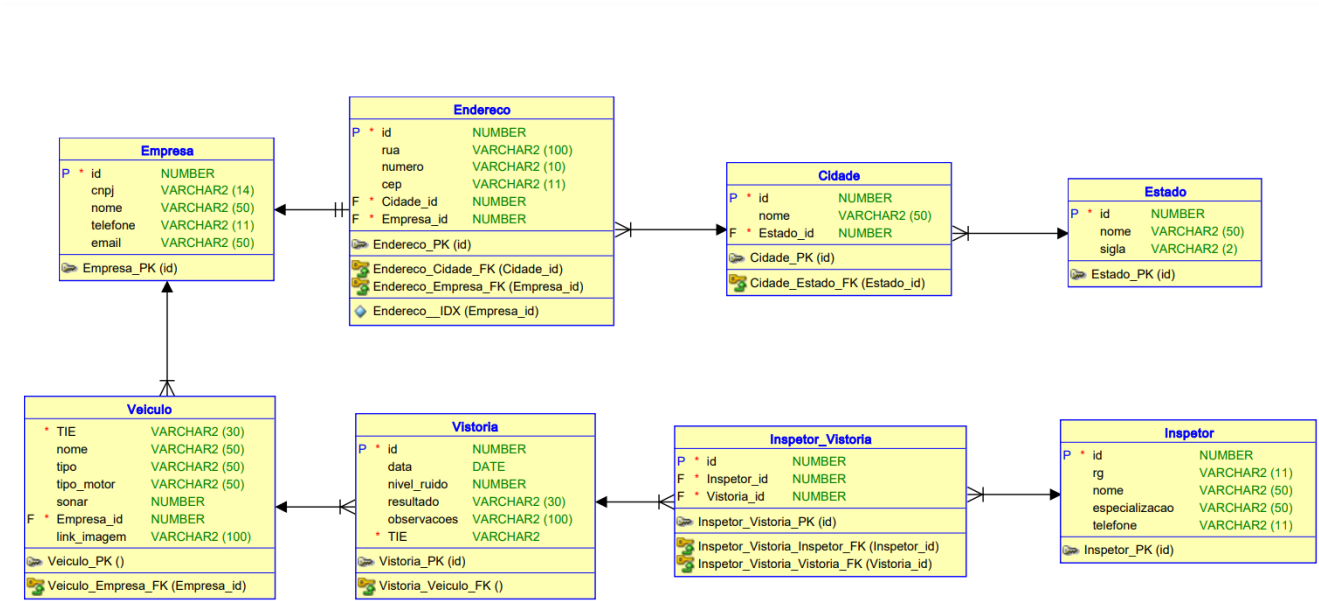 Empresa
P * id NUMBER
cnpj VARCHAR2 (14)
nome VARCHAR2 (50)
telefone VARCHAR2 (11)
email VARCHAR2 (50)
Empresa_PK (id)
Endereco
P * id NUMBER
rua VARCHAR2 (100)
numero VARCHAR2 (10)
cep VARCHAR2 (11)
F * Cidade_id NUMBER
F * Empresa_id NUMBER
Endereco_PK (id)
Endereco_Cidade_FK (Cidade_id)
Endereco_Empresa_FK (Empresa_id)
Endereco__IDX (Empresa_id)
Cidade
P * id NUMBER
nome VARCHAR2 (50)
F * Estado_id NUMBER
Cidade_PK (id)
Cidade_Estado_FK (Estado_id)
Estado
P * id NUMBER
nome VARCHAR2 (50)
sigla VARCHAR2 (2)
Estado_PK (id)
Veiculo
* TIE VARCHAR2 (30)
nome VARCHAR2 (50)
tipo VARCHAR2 (50)
tipo_motor VARCHAR2 (50)
sonar NUMBER
F * Empresa_id NUMBER
link_imagem VARCHAR2 (100)
Veiculo_PK ()
Veiculo_Empresa_FK (Empresa_id)
Vistoria
P * id NUMBER
data DATE
nivel_ruido NUMBER
resultado VARCHAR2 (30)
observacoes VARCHAR2 (100)
* TIE VARCHAR2
Vistoria_PK (id)
Vistoria_Veiculo_FK ()
Inspetor_Vistoria
P * id NUMBER
F * Inspetor_id NUMBER
F * Vistoria_id NUMBER
Inspetor_Vistoria_PK (id)
Inspetor_Vistoria_Inspetor_FK (Inspetor_id)
Inspetor_Vistoria_Vistoria_FK (Vistoria_id)
Inspetor
P * id NUMBER
rg VARCHAR2 (11)
nome VARCHAR2 (50)
especializacao VARCHAR2 (50)
telefone VARCHAR2 (11)
Inspetor_PK (id)